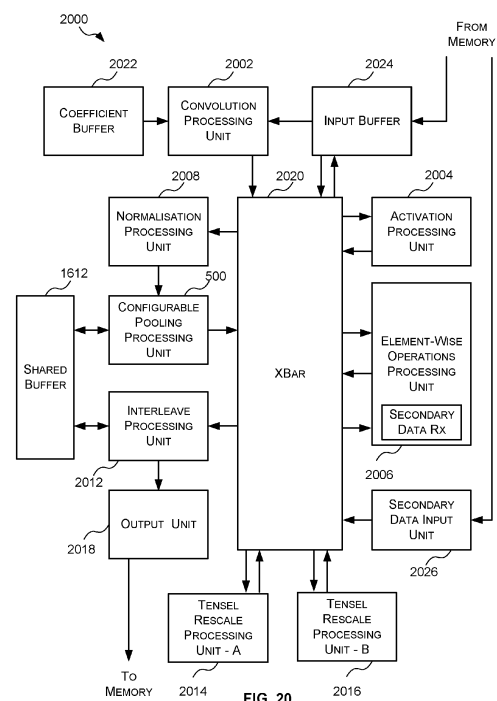 2000
FROM
MEMORY
2022
2002
2024
COEFFICIENT
BUFFER
CONVOLUTION
PROCESSING
UNIT
INPUT BUFFER
2008
2020
2004
NORMALISATION
PROCESSING
UNIT
ACTIVATION
PROCESSING
UNIT
1612
500
CONFIGURABLE
POOLING
PROCESSING
UNIT
SHARED
BUFFER
XBAR
ELEMENT-WISE
OPERATIONS
PROCESSING
UNIT
SECONDARY
DATA RX
2006
INTERLEAVE
PROCESSING
UNIT
2012
OUTPUT UNIT
2018
SECONDARY
DATA INPUT
UNIT
2026
TENSEL
RESCALE
PROCESSING
UNIT - A
2014
TENSEL
RESCALE
PROCESSING
UNIT - B
2016
TO
MEMORY
FIG. 20